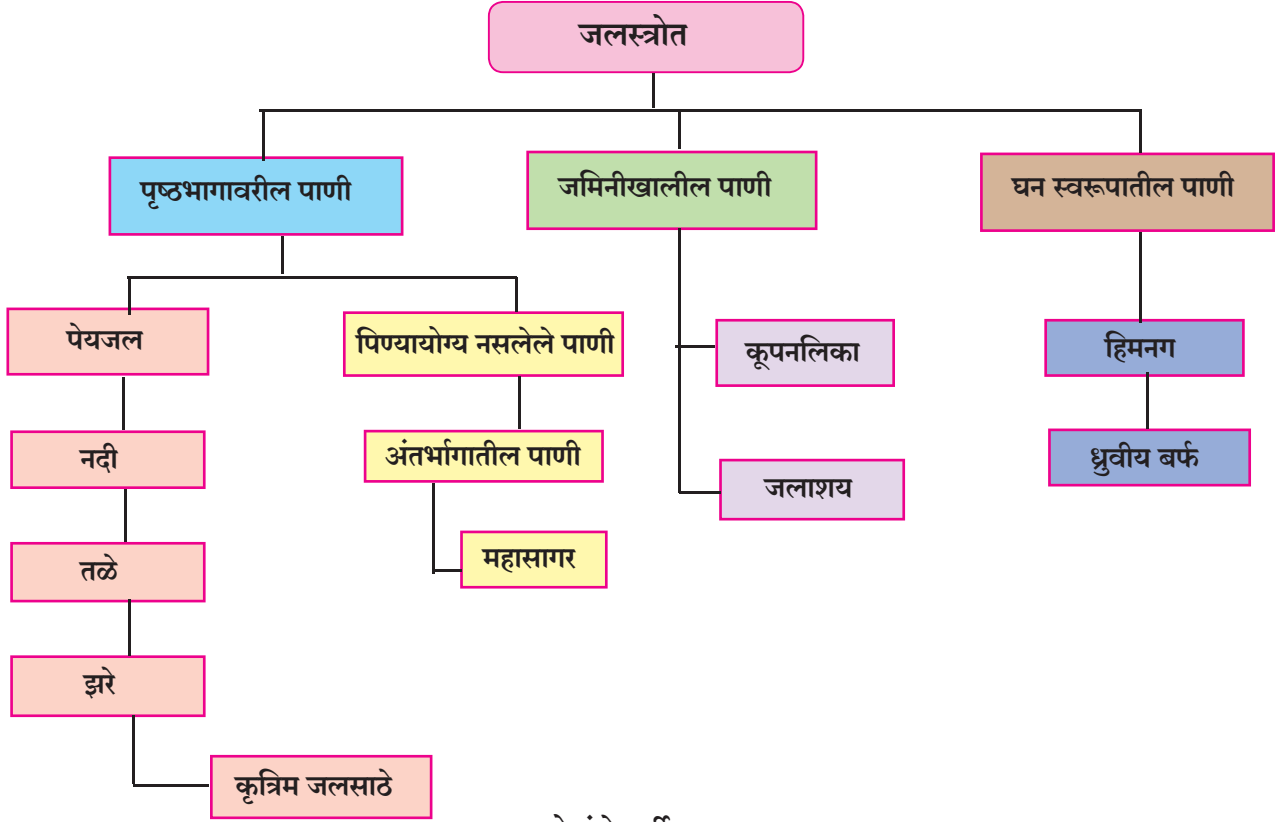 जलस्त्रोत
पृष्ठभागावरील पाणी
जमिनीखालील पाणी
घन स्वरूपातील पाणी
पेयजल
पिण्यायोग्य नसलेले पाणी
कूपनलिका
हिमनग
नदी
अंतर्भागातील पाणी
ध्रुवीय बर्फ
जलाशय
तळे
महासागर
झरे
कृत्रिम जलसाठे